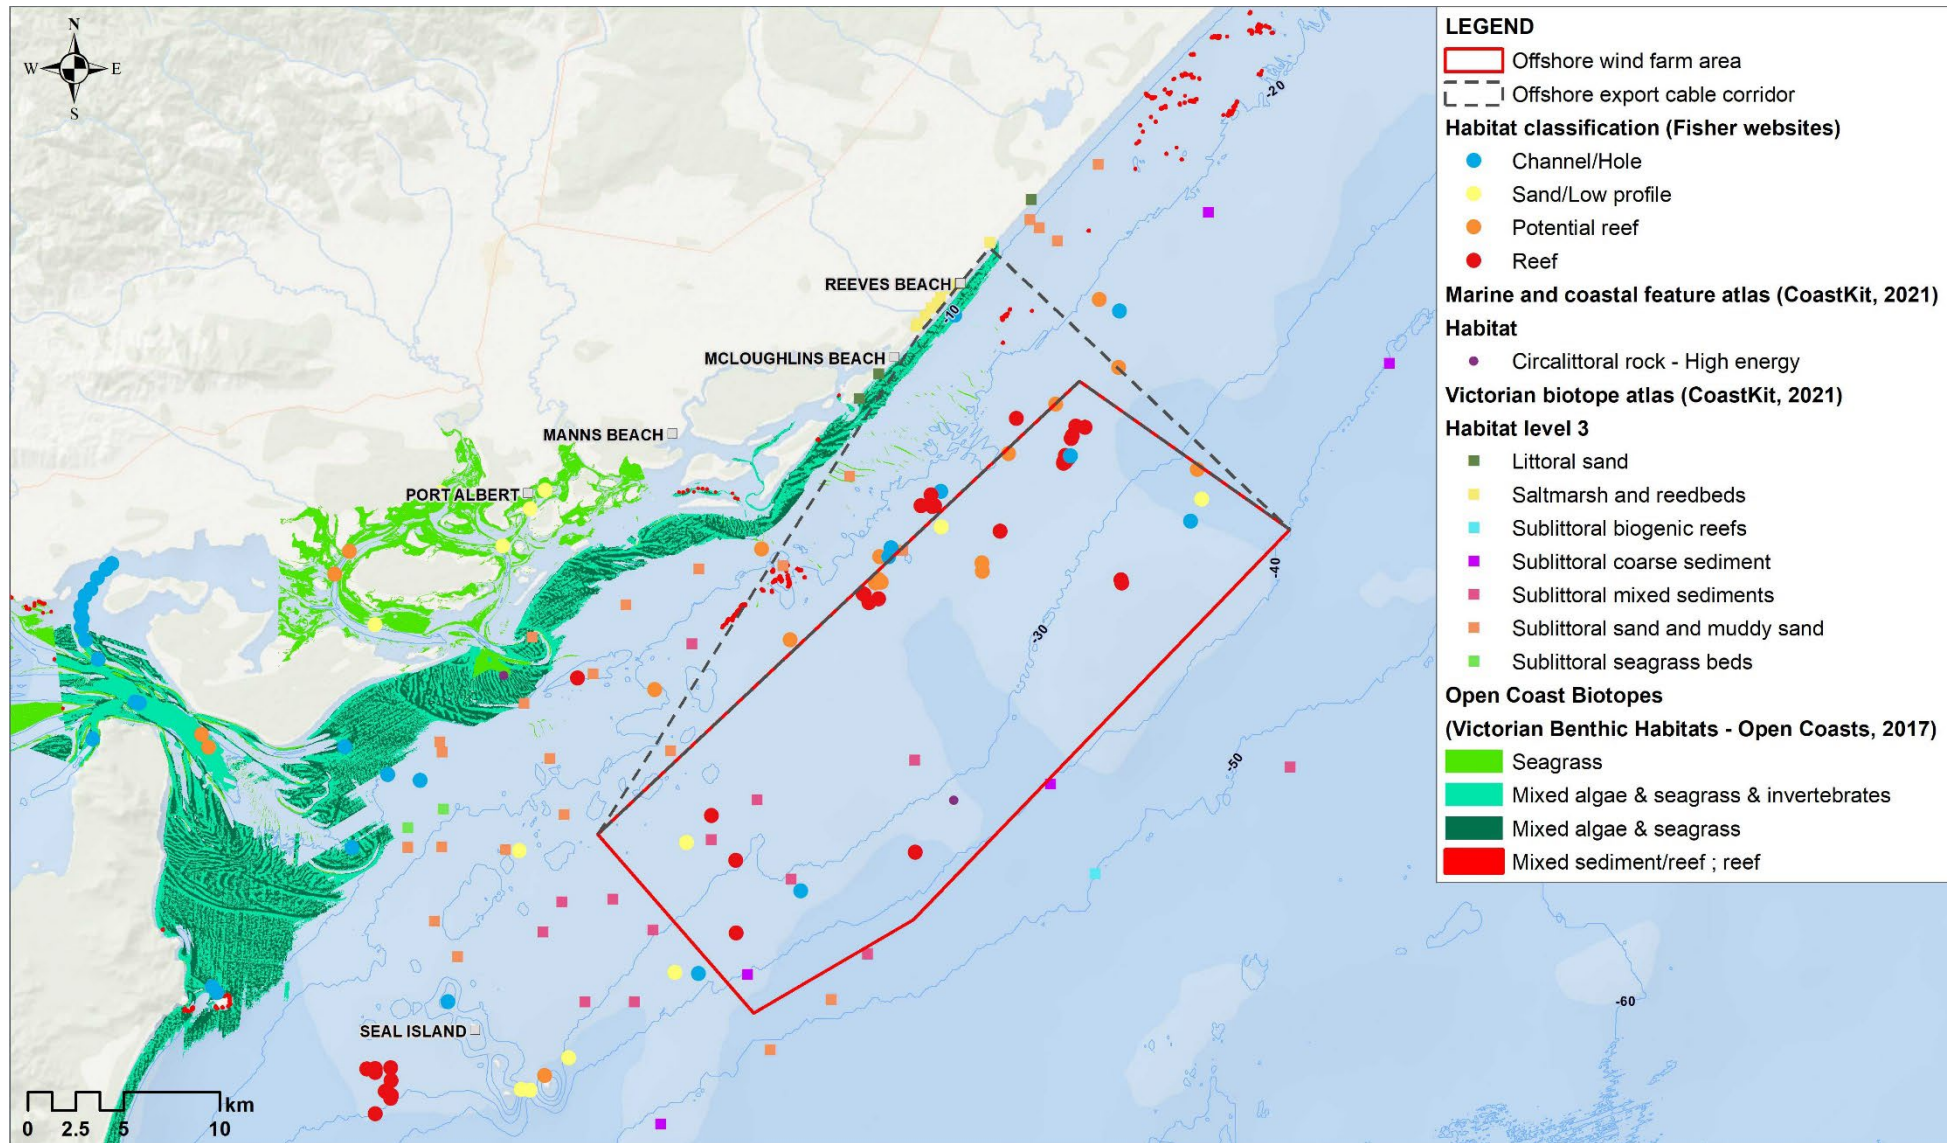 N
W E
S
-20
REEVES BEACH
-10
MCLOUGHLINS BEACH
MANNS BEACH
PORT ALBERT
-40
-30
-50
-60
SEAL ISLAND
km
0 2.5 5 10
LEGEND
Offshore wind farm area
Offshore export cable corridor
Habitat classification (Fisher websites)
Channel/Hole
Sand/Low profile
Potential reef
Reef
Marine and coastal feature atlas (CoastKit, 2021)
Habitat
Circalittoral rock - High energy
Victorian biotope atlas (CoastKit, 2021)
Habitat level 3
Littoral sand
Saltmarsh and reedbeds
Sublittoral biogenic reefs
Sublittoral coarse sediment
Sublittoral mixed sediments
Sublittoral sand and muddy sand
Sublittoral seagrass beds
Open Coast Biotopes
(Victorian Benthic Habitats - Open Coasts, 2017)
Seagrass
Mixed algae & seagrass & invertebrates
Mixed algae & seagrass
Mixed sediment/reef ; reef